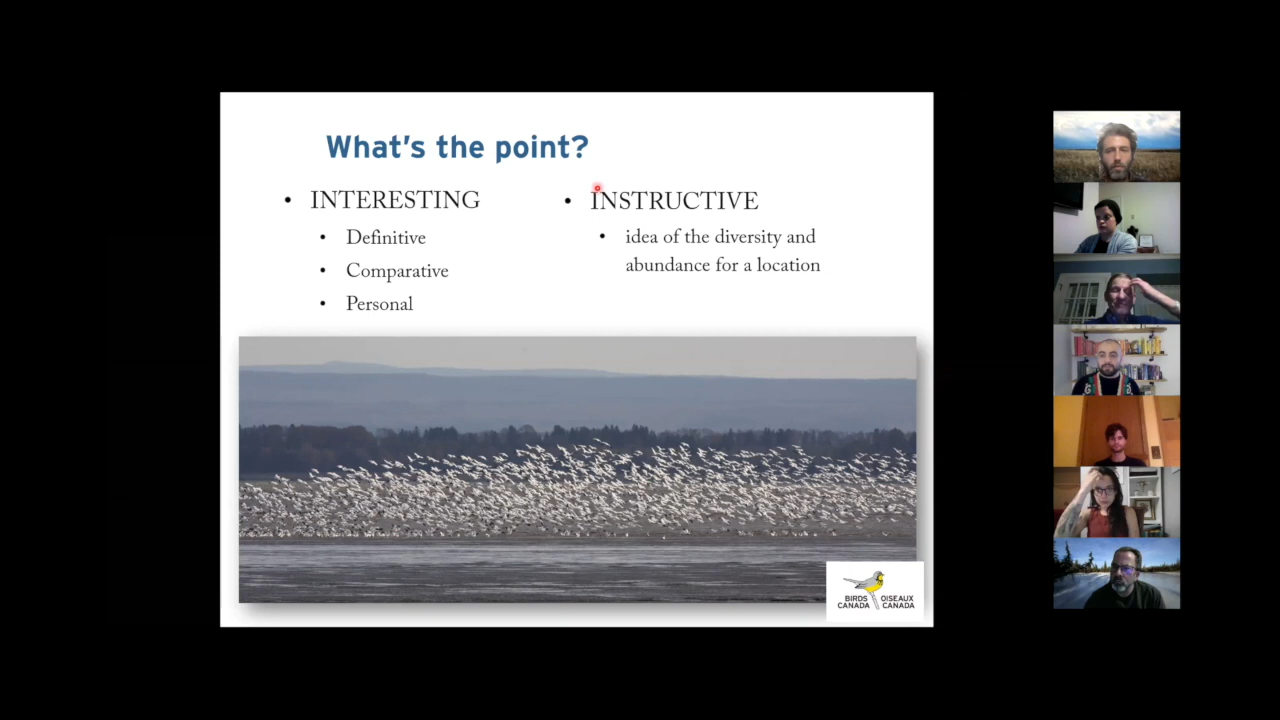 What's the point?
• INTERESTING
• Definitive
• Comparative
• Personal
• INSTRUCTIVE
• idea of the diversity and
abundance for a location
BIRDS CANADA
OISEAUX CANADA